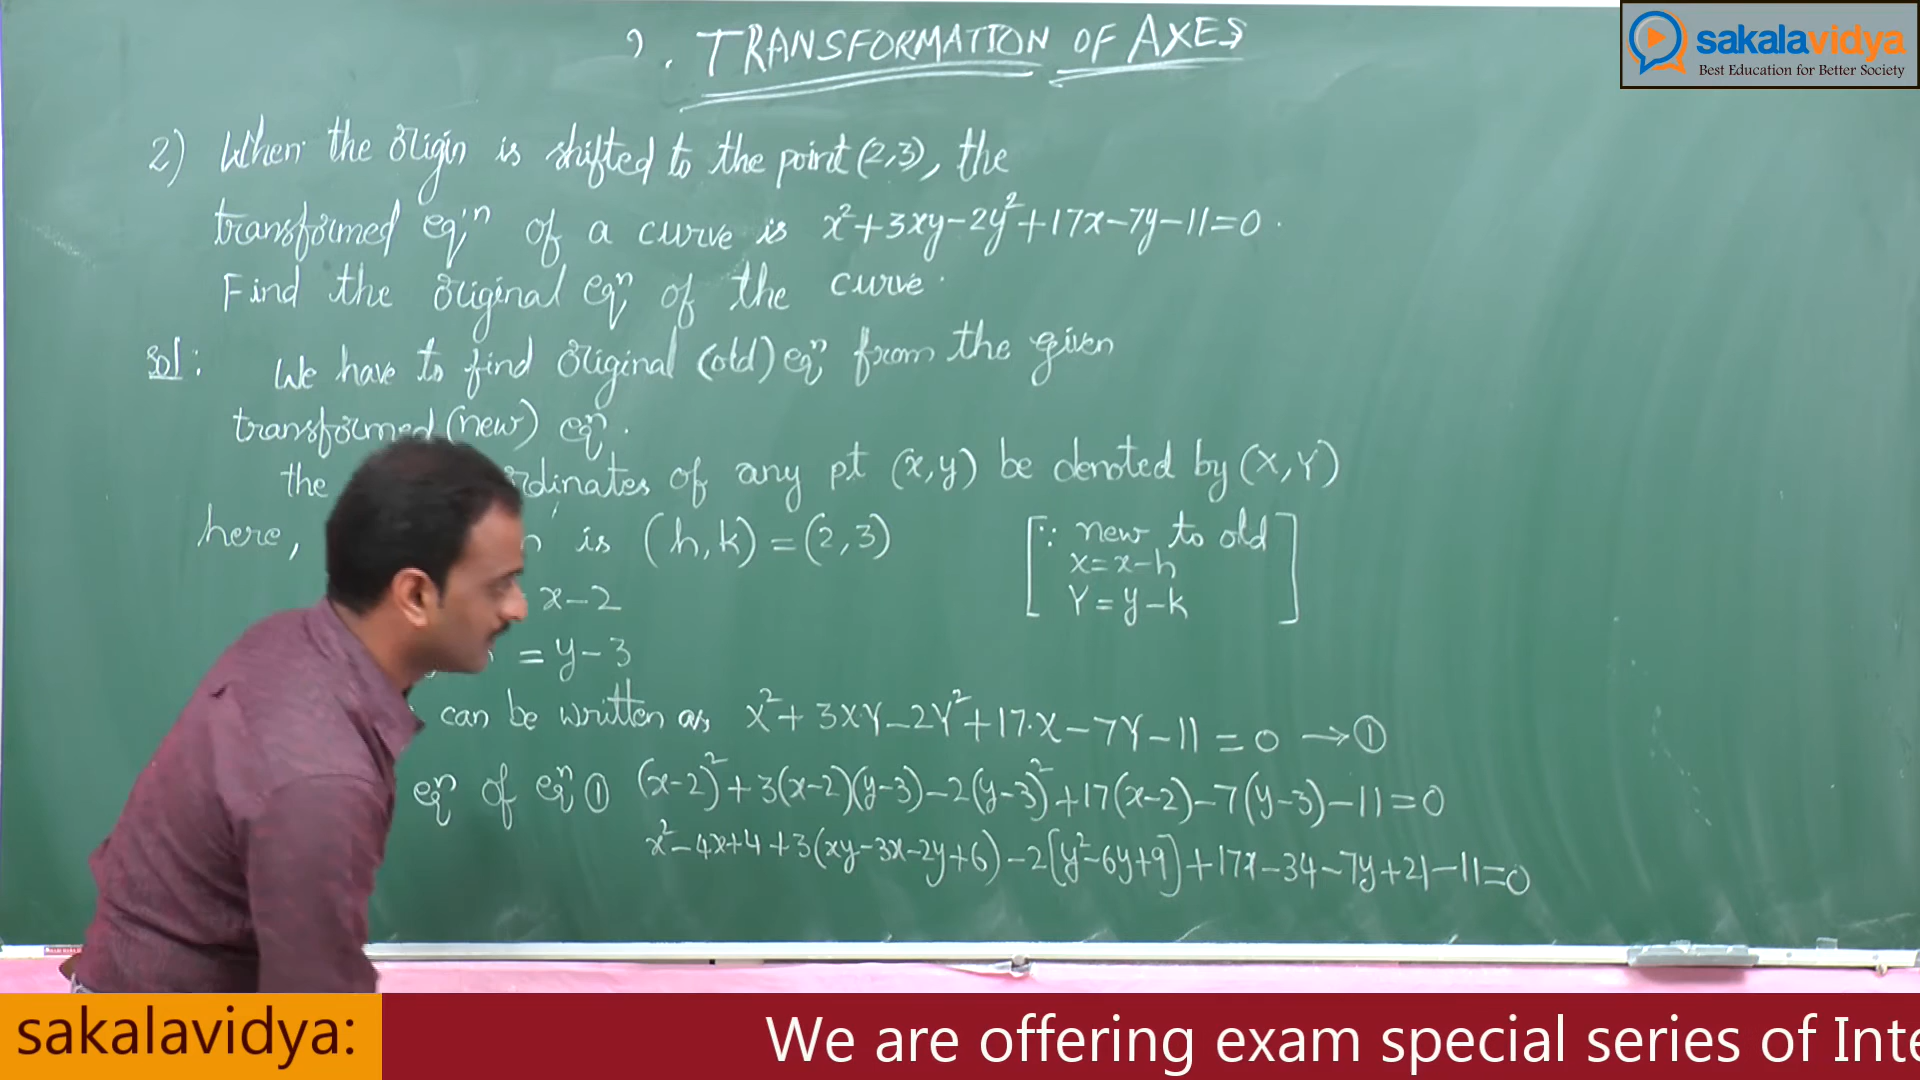 2. TRANSFORMATION OF AXES
sakalavidya
Best Education for Better Society
2) When the origin is shifted to the point (2,3), the
transformed eqⁿ of a curve is x²+3xy-2y²+17x-7y-11=0.
Find the original eqⁿ of the curve.
Sol: We have to find original (old) eqⁿ from the given
transformed (new) eqⁿ.
the rdinates of any pt (x,y) be denoted by (X,Y)
here, n is (h,k)=(2,3)
[∵ new to old
X=x-h
Y=y-k]
x-2
=y-3
can be written as X²+3XY-2Y²+17.X-7Y-11=0 →①
eqⁿ of eqⁿ① (x-2)²+3(x-2)(y-3)-2(y-3)²+17(x-2)-7(y-3)-11=0
x²-4x+4+3(xy-3x-2y+6)-2[y²-6y+9]+17x-34-7y+21-11=0
sakalavidya: We are offering exam special series of Inte